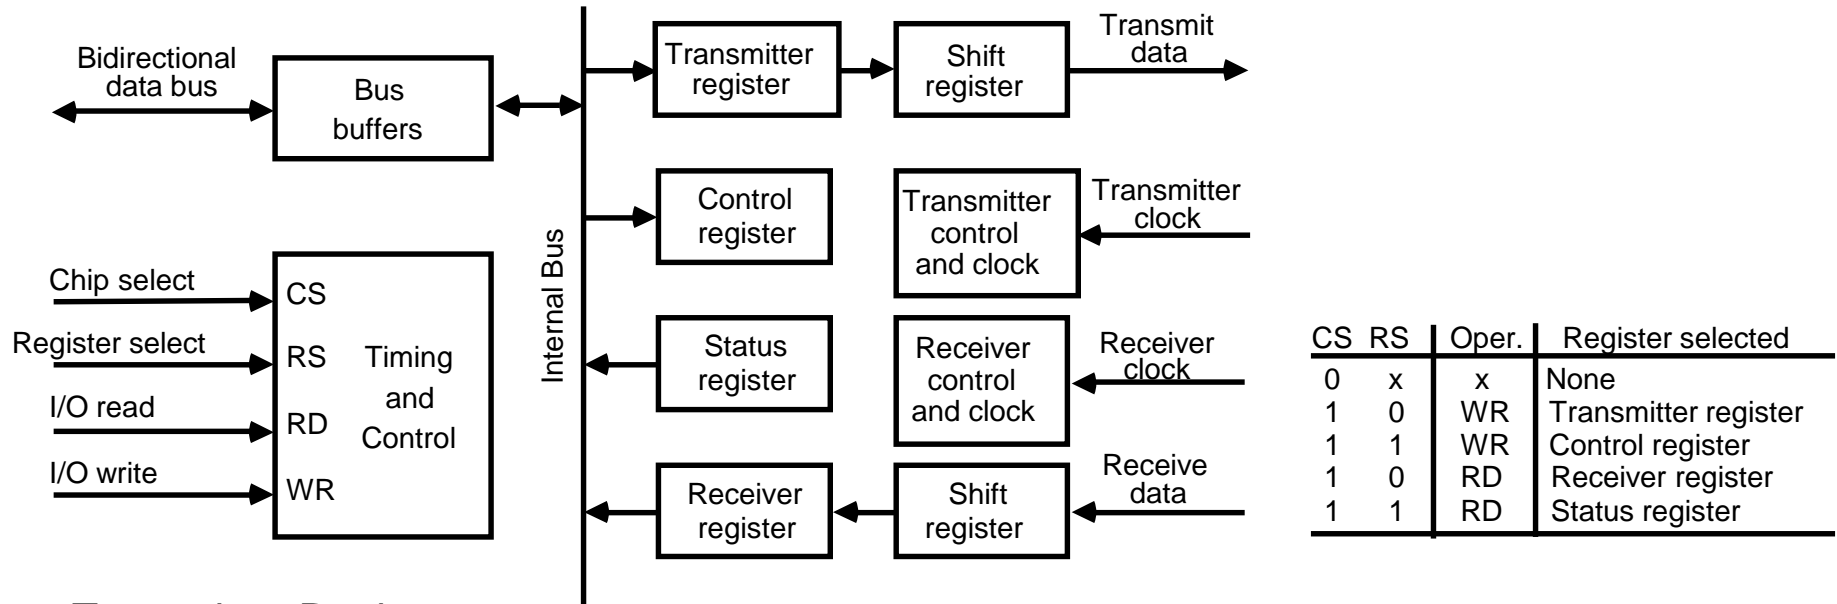 Bidirectional
data bus
Bus
buffers
Transmitter
register
Shift
register
Transmit
data
Control
register
Transmitter
control
and clock
Transmitter
clock
Internal Bus
Chip select
Register select
I/O read
I/O write
CS
RS
RD
WR
Timing
and
Control
Status
register
Receiver
control
and clock
Receiver
clock
Receiver
register
Shift
register
Receive
data
CS RS Oper. Register selected
0 x x None
1 0 WR Transmitter register
1 1 WR Control register
1 0 RD Receiver register
1 1 RD Status register